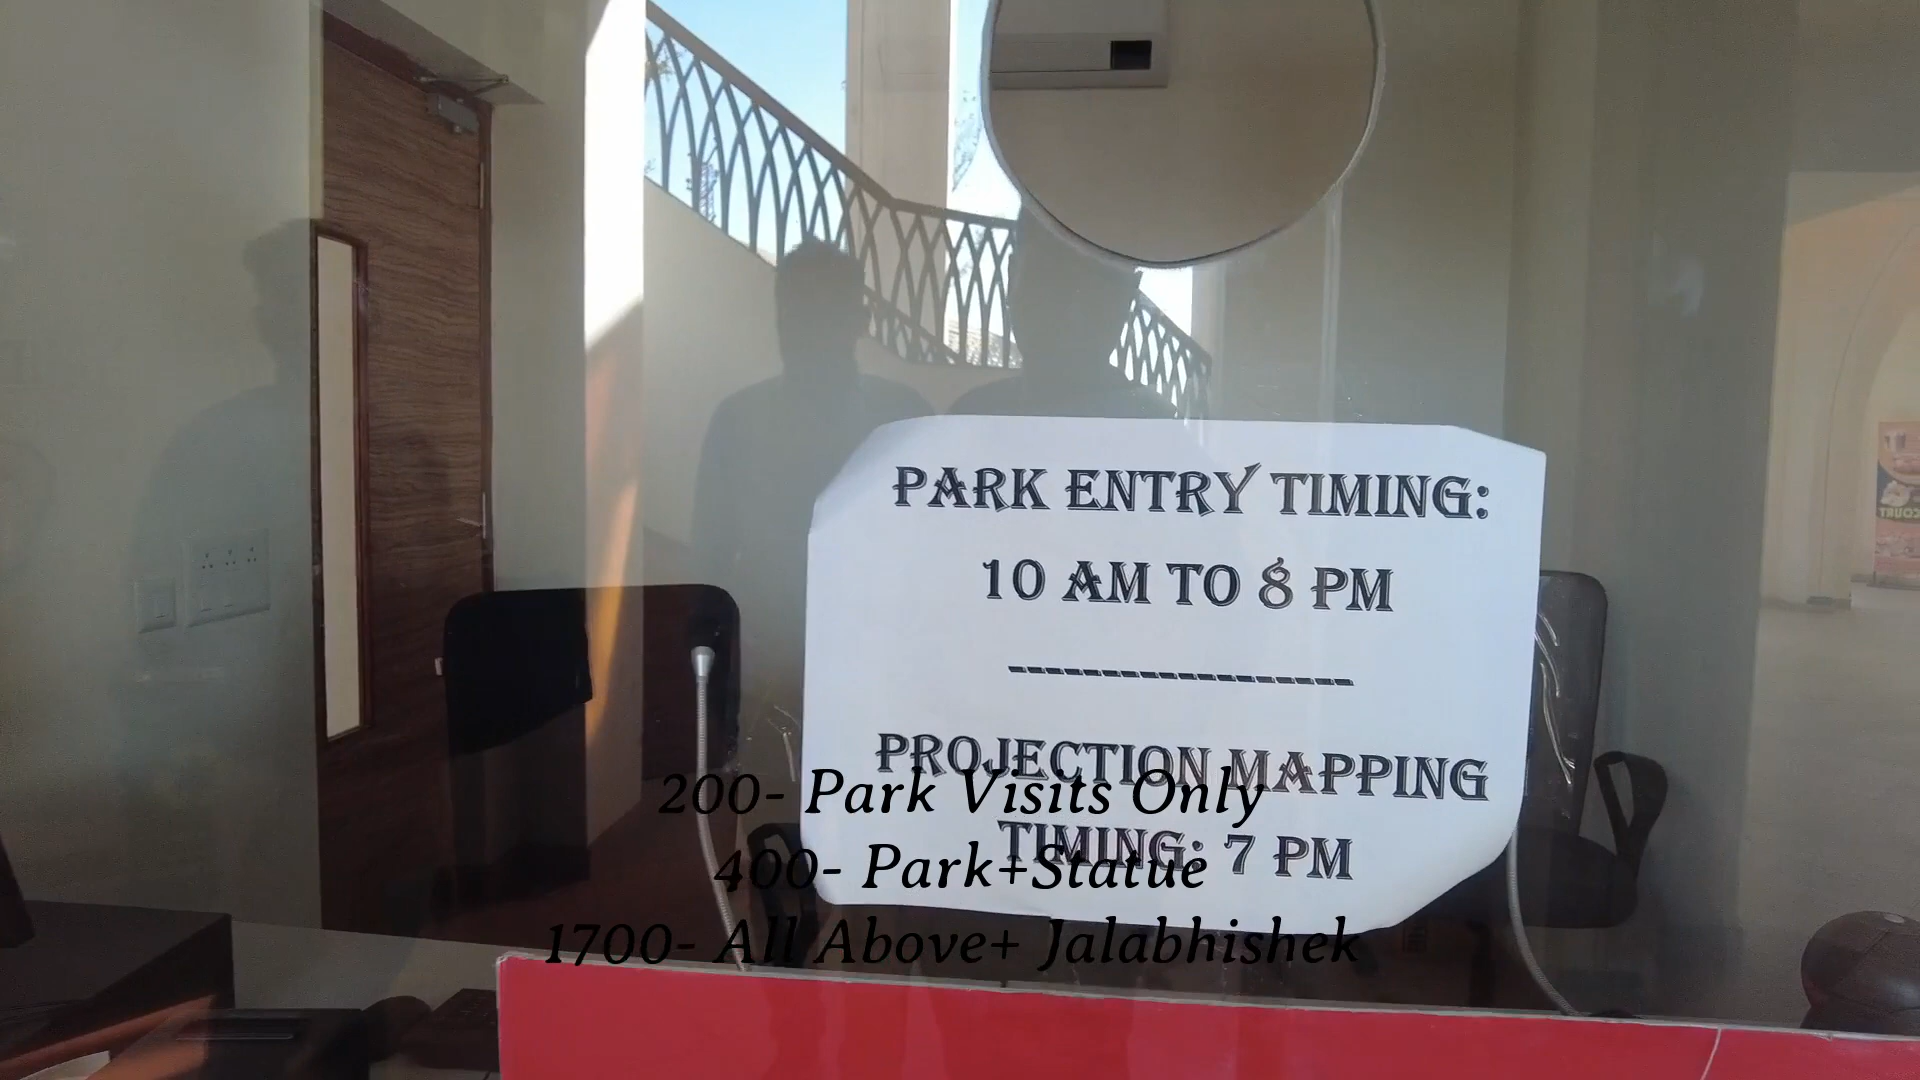 PARK ENTRY TIMING:
10 AM TO 8 PM
-------------------
PROJECTION MAPPING
TIMING: 7 PM
200- Park Visits Only
400- Park+Statue
1700- All Above+ Jalabhishek
COURT